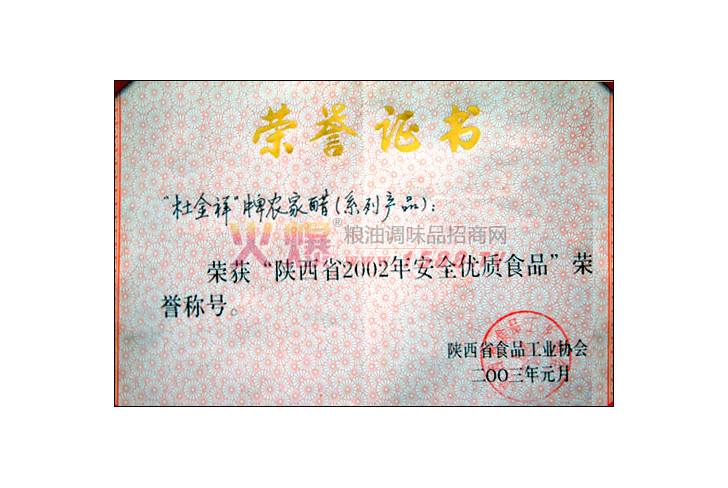 荣誉证书
“杜金祥”牌农家醋(系列产品):
火爆®粮油调味品招商网
荣获“陕西省2002年安全优质食品”荣
誉称号。
陕西省食品工业协会
二OO三年元月